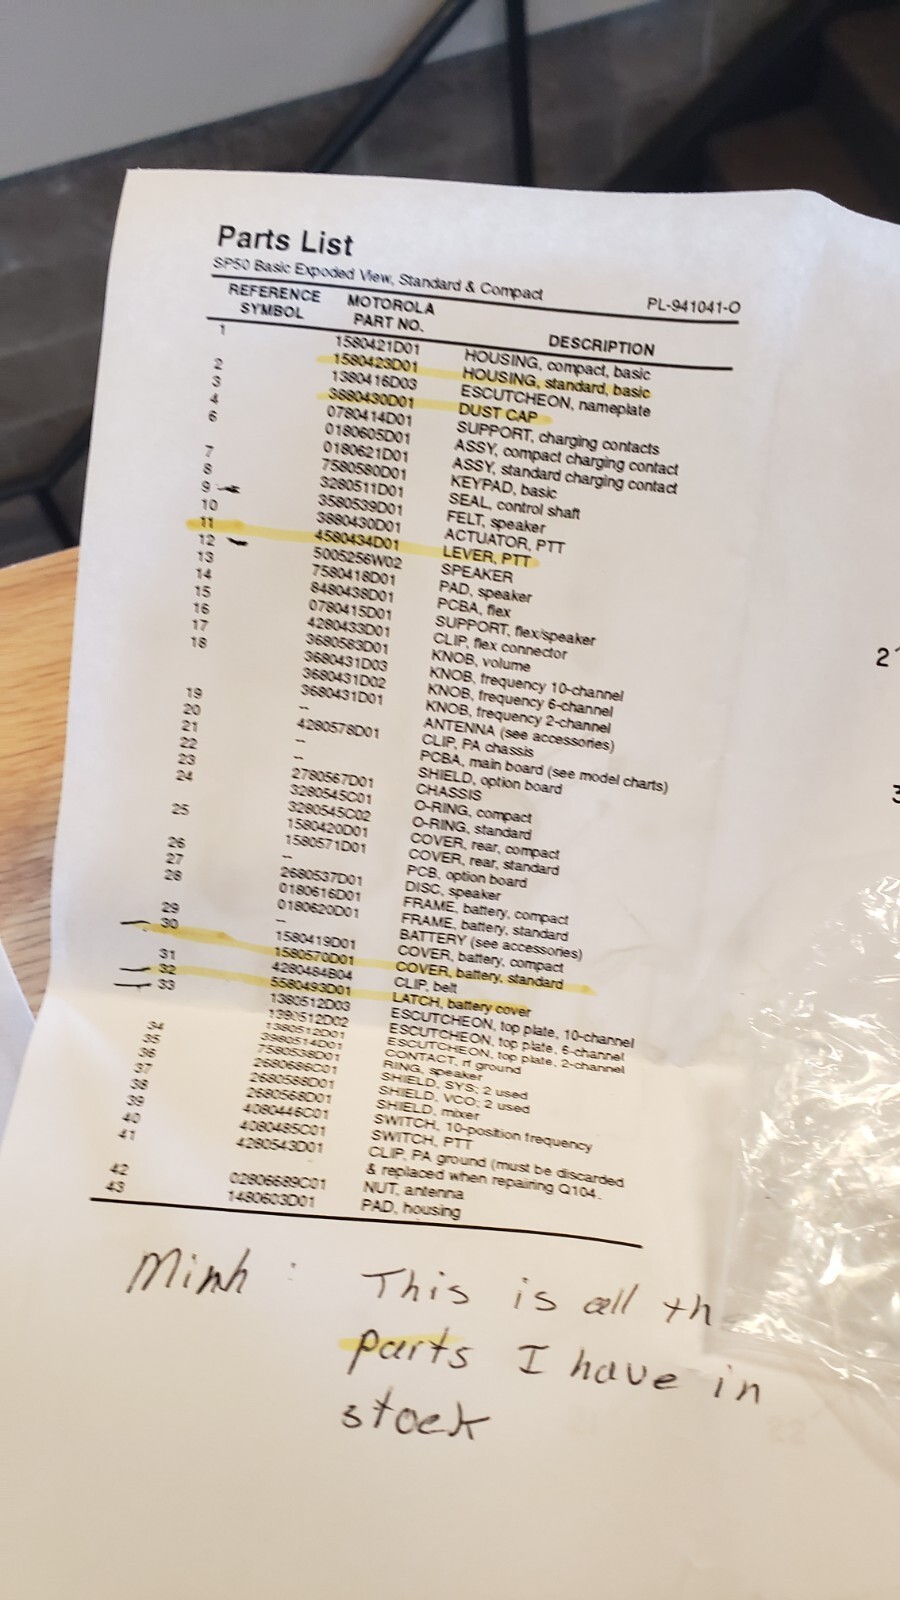 Parts List
SP50 Basic Expoded View, Standard & Compact PL-941041-O
REFERENCE SYMBOL MOTOROLA PART NO. DESCRIPTION
1 1580421D01 HOUSING, compact, basic
1580423D01 HOUSING, standard, basic
2 1380416D03 ESCUTCHEON, nameplate
3 3880430D01 DUST CAP
4 0780414D01 SUPPORT, charging contacts
6 0180605D01 ASSY, compact charging contact
0180621D01 ASSY, standard charging contact
7 7580580D01 KEYPAD, basic
8 3280511D01 SEAL, control shaft
9 3580539D01 FELT, speaker
10 3880430D01 ACTUATOR, PTT
11 4580434D01 LEVER, PTT
12 5005256W02 SPEAKER
13 7580418D01 PAD, speaker
14 8480438D01 PCBA, flex
15 0780415D01 SUPPORT, flex/speaker
16 4280433D01 CLIP, flex connector
17 3680583D01 KNOB, volume
18 3680431D03 KNOB, frequency 10-channel
3680431D02 KNOB, frequency 6-channel
3680431D01 KNOB, frequency 2-channel
19 -- ANTENNA (see accessories)
20 4280578D01 CLIP, PA chassis
21 -- PCBA, main board (see model charts)
22 -- SHIELD, option board
23 2780567D01 CHASSIS
24 3280545C01 O-RING, compact
3280545C02 O-RING, standard
25 1580420D01 COVER, rear, compact
1580571D01 COVER, rear, standard
26 -- PCB, option board
27 2680537D01 DISC, speaker
28 0180616D01 FRAME, battery, compact
0180620D01 FRAME, battery, standard
29 -- BATTERY (see accessories)
30 1580419D01 COVER, battery, compact
1580570D01 COVER, battery, standard
31 4280484B04 CLIP, belt
32 5580493D01 LATCH, battery cover
33 1380512D03 ESCUTCHEON, top plate, 10-channel
1380512D02 ESCUTCHEON, top plate, 6-channel
1380512D01 ESCUTCHEON, top plate, 2-channel
34 3980514D01 CONTACT, rf ground
35 7580538D01 RING, speaker
36 2680686C01 SHIELD, SYS; 2 used
37 2680588D01 SHIELD, VCO; 2 used
38 2680568D01 SHIELD, mixer
39 4080446C01 SWITCH, 10-position frequency
40 4080485C01 SWITCH, PTT
41 4280543D01 CLIP, PA ground (must be discarded
& replaced when repairing Q104.
42 02806689C01 NUT, antenna
43 1480603D01 PAD, housing
Minh : This is all th
parts I have in
stock
2
3